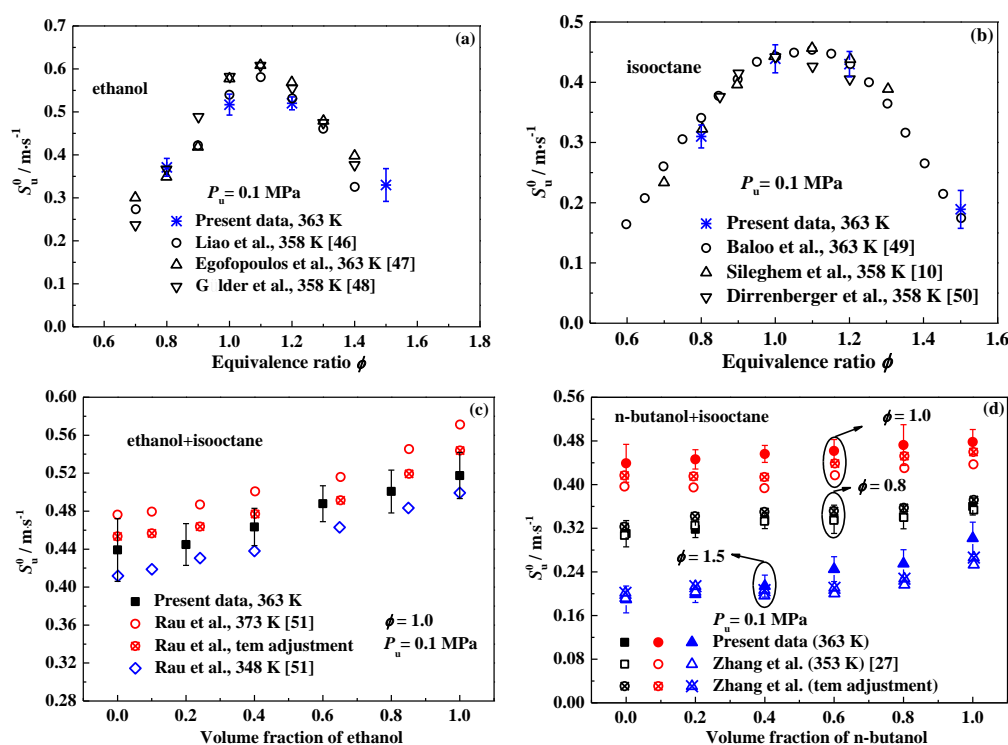 (a)
ethanol
0.7
0.6
0.5
0.4
0.3
0.2
0.1
0.0
S_u^0 / m·s⁻¹
P_u = 0.1 MPa
Present data, 363 K
Liao et al., 358 K [46]
Egofopoulos et al., 363 K [47]
G lder et al., 358 K [48]
0.6 0.8 1.0 1.2 1.4 1.6 1.8
Equivalence ratio ϕ
(b)
isooctane
0.5
0.4
0.3
0.2
0.1
0.0
S_u^0 / m·s⁻¹
P_u = 0.1 MPa
Present data, 363 K
Baloo et al., 363 K [49]
Sileghem et al., 358 K [10]
Dirrenberger et al., 358 K [50]
0.6 0.8 1.0 1.2 1.4 1.6
Equivalence ratio ϕ
(c)
ethanol+isooctane
0.60
0.56
0.52
0.48
0.44
0.40
0.36
0.32
0.28
S_u^0 / m·s⁻¹
Present data, 363 K
Rau et al., 373 K [51]
Rau et al., tem adjustment
Rau et al., 348 K [51]
ϕ = 1.0
P_u = 0.1 MPa
0.0 0.2 0.4 0.6 0.8 1.0
Volume fraction of ethanol
(d)
n-butanol+isooctane
ϕ = 1.0
ϕ = 0.8
ϕ = 1.5
0.56
0.48
0.40
0.32
0.24
0.16
0.08
0.00
S_u^0 / m·s⁻¹
P_u = 0.1 MPa
Present data (363 K)
Zhang et al. (353 K) [27]
Zhang et al. (tem adjustment)
0.0 0.2 0.4 0.6 0.8 1.0
Volume fraction of n-butanol